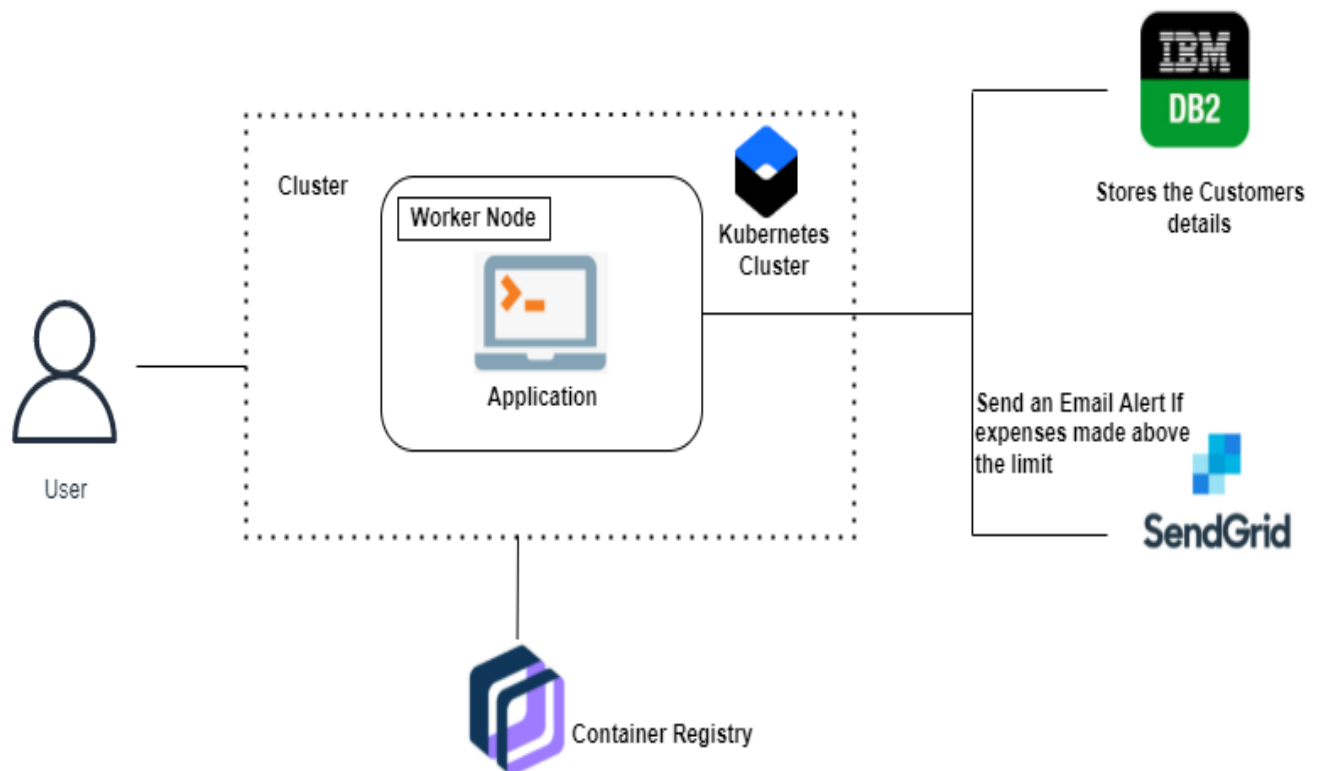 IBM
DB2
Stores the Customers
details
Cluster
Worker Node
Kubernetes
Cluster
Application
User
Send an Email Alert If
expenses made above
the limit
SendGrid
Container Registry